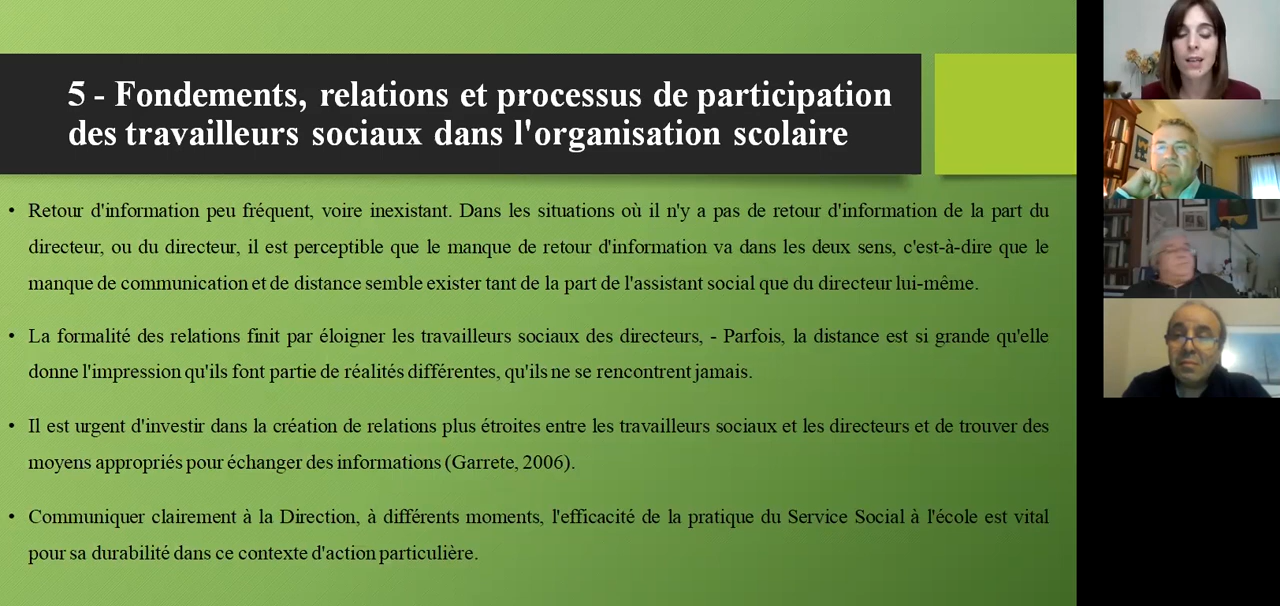 5 - Fondements, relations et processus de participation
des travailleurs sociaux dans l'organisation scolaire
• Retour d'information peu fréquent, voire inexistant. Dans les situations où il n'y a pas de retour d'information de la part du
directeur, ou du directeur, il est perceptible que le manque de retour d'information va dans les deux sens, c'est-à-dire que le
manque de communication et de distance semble exister tant de la part de l'assistant social que du directeur lui-même.
• La formalité des relations finit par éloigner les travailleurs sociaux des directeurs, - Parfois, la distance est si grande qu'elle
donne l'impression qu'ils font partie de réalités différentes, qu'ils ne se rencontrent jamais.
• Il est urgent d'investir dans la création de relations plus étroites entre les travailleurs sociaux et les directeurs et de trouver des
moyens appropriés pour échanger des informations (Garrete, 2006).
• Communiquer clairement à la Direction, à différents moments, l'efficacité de la pratique du Service Social à l'école est vital
pour sa durabilité dans ce contexte d'action particulière.